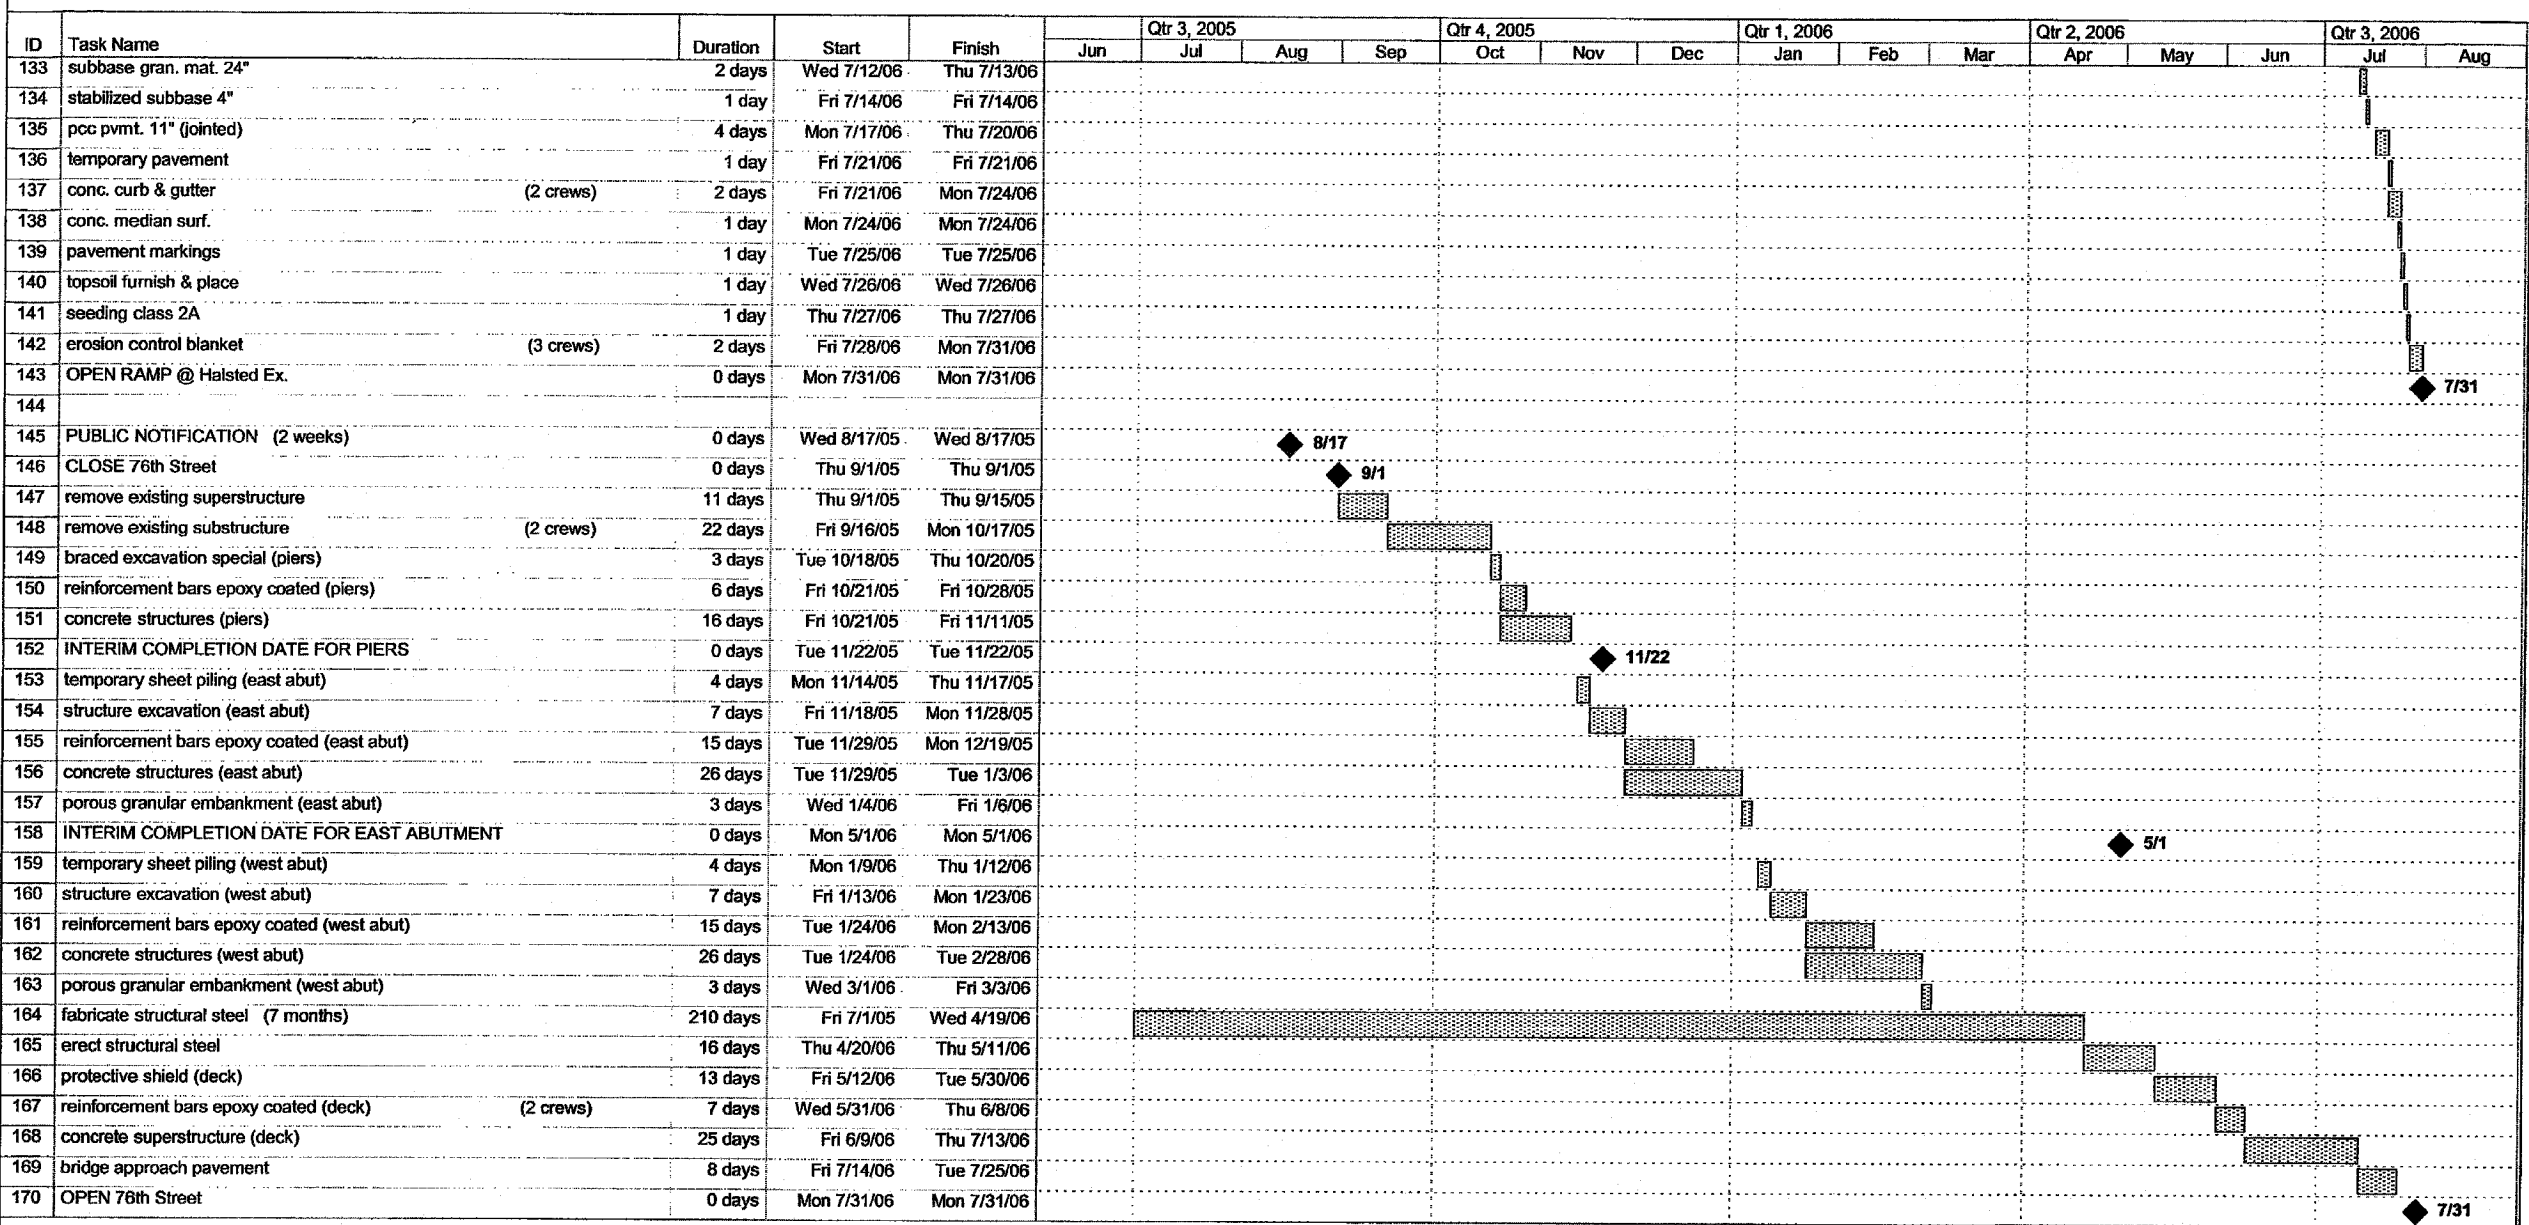 Qtr 3, 2005 Qtr 4, 2005 Qtr 1, 2006 Qtr 2, 2006 Qtr 3, 2006
ID Task Name Duration Start Finish Jun Jul Aug Sep Oct Nov Dec Jan Feb Mar Apr May Jun Jul Aug
133 subbase gran. mat. 24" 2 days Wed 7/12/06 Thu 7/13/06
134 stabilized subbase 4" 1 day Fri 7/14/06 Fri 7/14/06
135 pcc pvmt. 11" (jointed) 4 days Mon 7/17/06 Thu 7/20/06
136 temporary pavement 1 day Fri 7/21/06 Fri 7/21/06
137 conc. curb & gutter (2 crews) 2 days Fri 7/21/06 Mon 7/24/06
138 conc. median surf. 1 day Mon 7/24/06 Mon 7/24/06
139 pavement markings 1 day Tue 7/25/06 Tue 7/25/06
140 topsoil furnish & place 1 day Wed 7/26/06 Wed 7/26/06
141 seeding class 2A 1 day Thu 7/27/06 Thu 7/27/06
142 erosion control blanket (3 crews) 2 days Fri 7/28/06 Mon 7/31/06
143 OPEN RAMP @ Halsted Ex. 0 days Mon 7/31/06 Mon 7/31/06 7/31
144
145 PUBLIC NOTIFICATION (2 weeks) 0 days Wed 8/17/05 Wed 8/17/05 8/17
146 CLOSE 76th Street 0 days Thu 9/1/05 Thu 9/1/05 9/1
147 remove existing superstructure 11 days Thu 9/1/05 Thu 9/15/05
148 remove existing substructure (2 crews) 22 days Fri 9/16/05 Mon 10/17/05
149 braced excavation special (piers) 3 days Tue 10/18/05 Thu 10/20/05
150 reinforcement bars epoxy coated (piers) 6 days Fri 10/21/05 Fri 10/28/05
151 concrete structures (piers) 16 days Fri 10/21/05 Fri 11/11/05
152 INTERIM COMPLETION DATE FOR PIERS 0 days Tue 11/22/05 Tue 11/22/05 11/22
153 temporary sheet piling (east abut) 4 days Mon 11/14/05 Thu 11/17/05
154 structure excavation (east abut) 7 days Fri 11/18/05 Mon 11/28/05
155 reinforcement bars epoxy coated (east abut) 15 days Tue 11/29/05 Mon 12/19/05
156 concrete structures (east abut) 26 days Tue 11/29/05 Tue 1/3/06
157 porous granular embankment (east abut) 3 days Wed 1/4/06 Fri 1/6/06
158 INTERIM COMPLETION DATE FOR EAST ABUTMENT 0 days Mon 5/1/06 Mon 5/1/06 5/1
159 temporary sheet piling (west abut) 4 days Mon 1/9/06 Thu 1/12/06
160 structure excavation (west abut) 7 days Fri 1/13/06 Mon 1/23/06
161 reinforcement bars epoxy coated (west abut) 15 days Tue 1/24/06 Mon 2/13/06
162 concrete structures (west abut) 26 days Tue 1/24/06 Tue 2/28/06
163 porous granular embankment (west abut) 3 days Wed 3/1/06 Fri 3/3/06
164 fabricate structural steel (7 months) 210 days Fri 7/1/05 Wed 4/19/06
165 erect structural steel 16 days Thu 4/20/06 Thu 5/11/06
166 protective shield (deck) 13 days Fri 5/12/06 Tue 5/30/06
167 reinforcement bars epoxy coated (deck) (2 crews) 7 days Wed 5/31/06 Thu 6/8/06
168 concrete superstructure (deck) 25 days Fri 6/9/06 Thu 7/13/06
169 bridge approach pavement 8 days Fri 7/14/06 Tue 7/25/06
170 OPEN 76th Street 0 days Mon 7/31/06 Mon 7/31/06 7/31